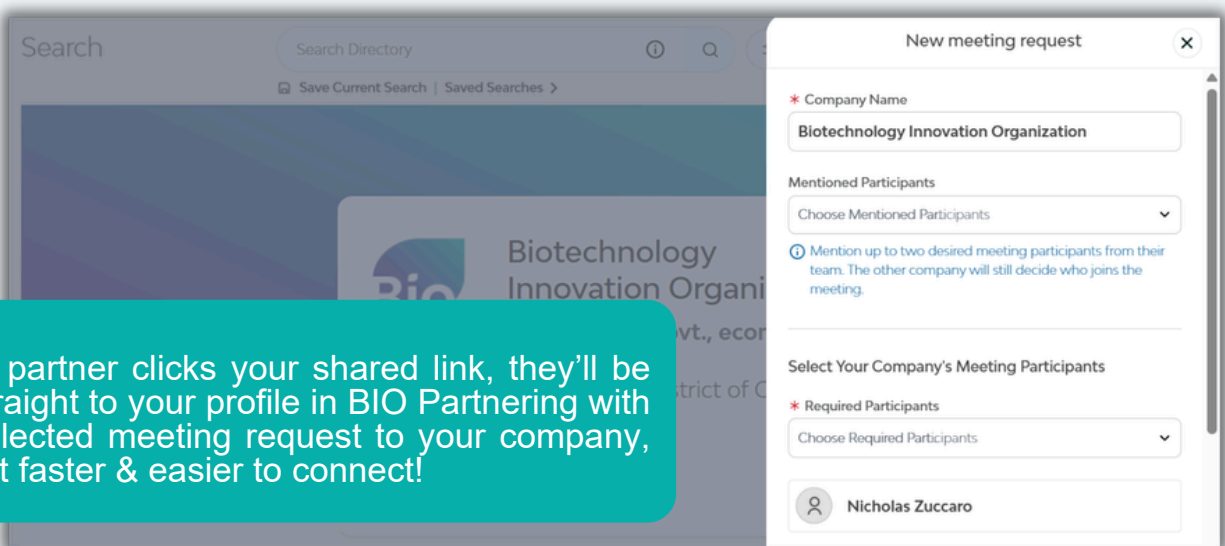 Search
Search Directory
Save Current Search | Saved Searches >
Bio
Biotechnology
Innovation Organi
vt., econ
strict of C
partner clicks your shared link, they'll be
raight to your profile in BIO Partnering with
lected meeting request to your company,
t faster & easier to connect!
New meeting request
* Company Name
Biotechnology Innovation Organization
Mentioned Participants
Choose Mentioned Participants
Mention up to two desired meeting participants from their
team. The other company will still decide who joins the
meeting.
Select Your Company's Meeting Participants
* Required Participants
Choose Required Participants
Nicholas Zuccaro